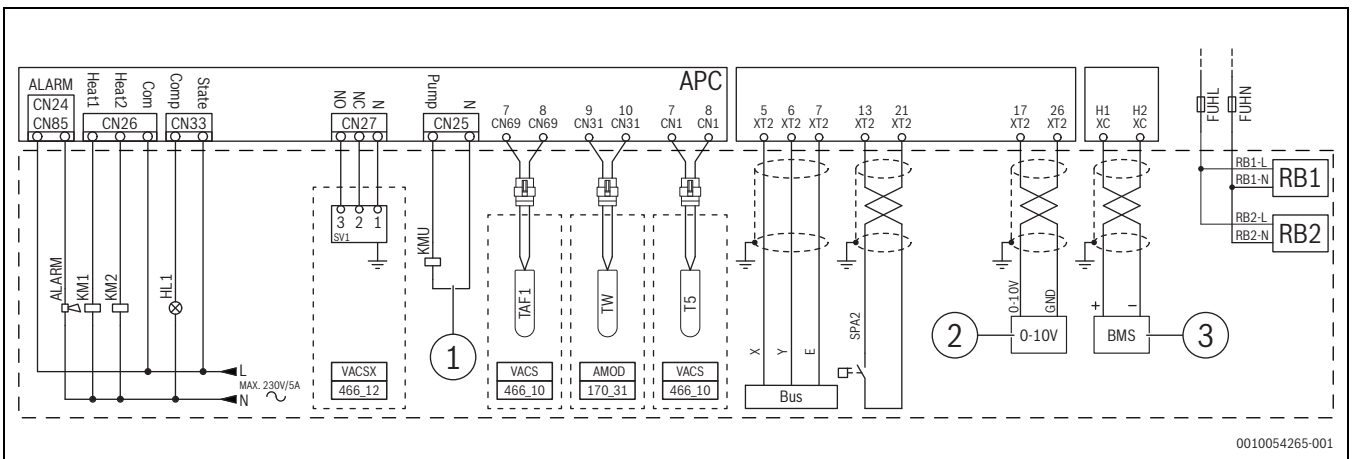 ALARM
CN24
CN85
Heat1
Heat2
Com
CN26
Comp
State
CN33
NO
NC
N
CN27
Pump
N
CN25
7
CN69
8
CN69
9
CN31
10
CN31
7
CN1
8
CN1
APC
5
XT2
6
XT2
7
XT2
13
XT2
21
XT2
17
XT2
26
XT2
H1
XC
H2
XC
FUHL
FUHN
RB1-L
RB1-N
RB1
RB2-L
RB2-N
RB2
3 2 1
SV1
ALARM
KM1
KM2
HL1
KMU
TAF1
TW
T5
SPA2
0-10V
GND
+
−
1
2
0-10V
BMS
3
X
Y
E
Bus
L
MAX. 230V/5A
N
VACSX
466_12
VACS
466_10
AMOD
170_31
VACS
466_10
0010054265-001